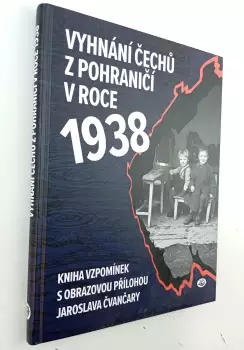 VYHNÁNÍ ČECHŮ
Z POHRANIČÍ
V ROCE
1938
KNIHA VZPOMÍNEK
S OBRAZOVOU PŘÍLOHOU
JAROSLAVA ČVANČARY
VYHNÁNÍ ČECHŮ Z POHRANIČÍ V ROCE 1938